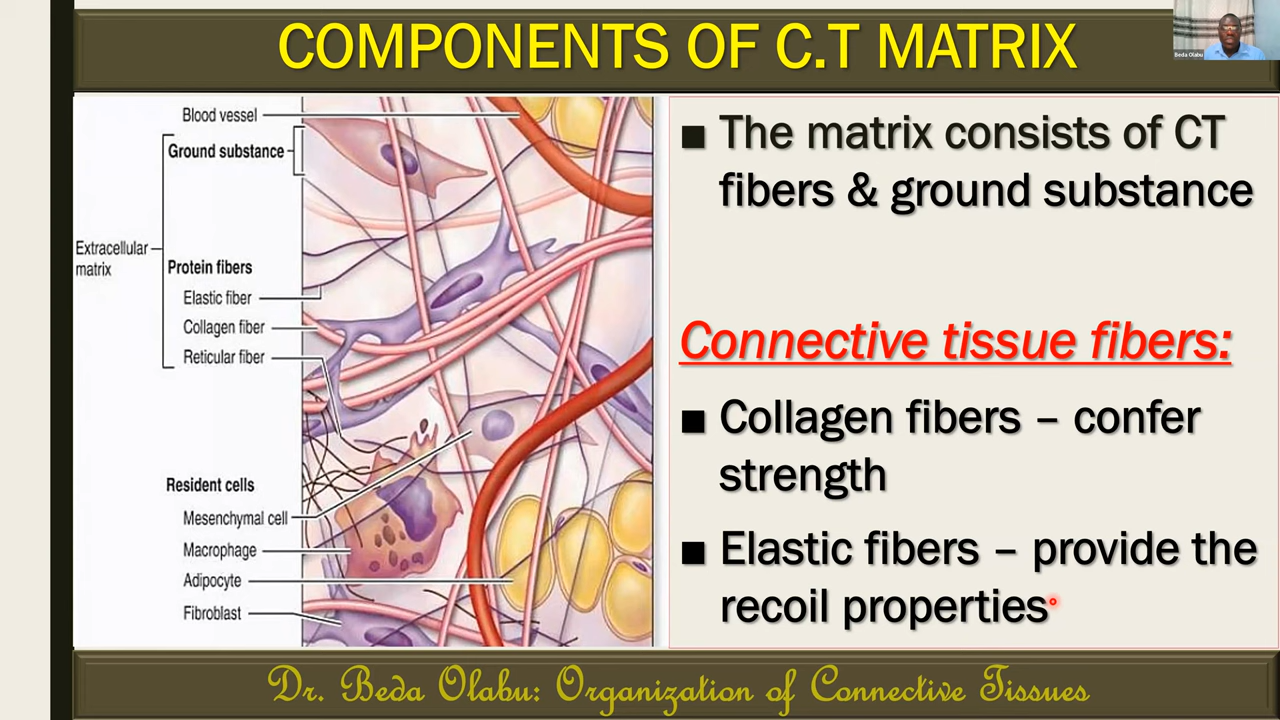 COMPONENTS OF C.T MATRIX
Beda Olabu
Blood vessel
Ground substance
Extracellular
matrix
Protein fibers
Elastic fiber
Collagen fiber
Reticular fiber
Resident cells
Mesenchymal cell
Macrophage
Adipocyte
Fibroblast
■ The matrix consists of CT
fibers & ground substance
Connective tissue fibers:
■ Collagen fibers – confer
strength
■ Elastic fibers – provide the
recoil properties
Dr. Beda Olabu: Organization of Connective Tissues